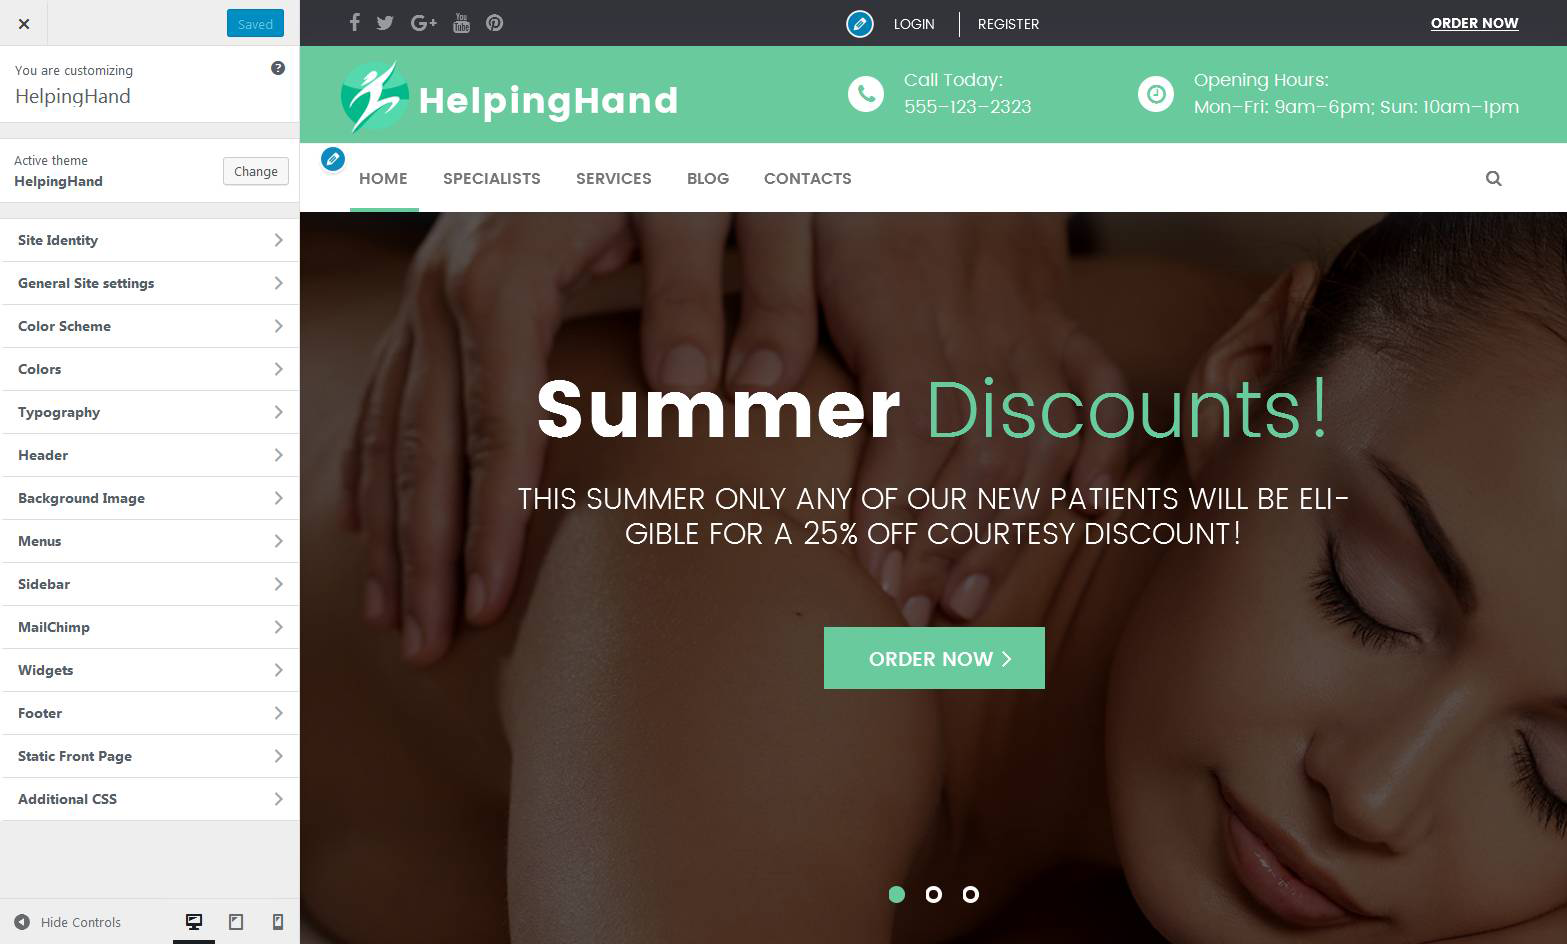 Saved
You are customizing
HelpingHand
Active theme
HelpingHand
Change
Site Identity
General Site settings
Color Scheme
Colors
Typography
Header
Background Image
Menus
Sidebar
MailChimp
Widgets
Footer
Static Front Page
Additional CSS
Hide Controls
You Tube
LOGIN
REGISTER
ORDER NOW
HelpingHand
Call Today:
555-123-2323
Opening Hours:
Mon-Fri: 9am-6pm; Sun: 10am-1pm
HOME
SPECIALISTS
SERVICES
BLOG
CONTACTS
Summer Discounts!
THIS SUMMER ONLY ANY OF OUR NEW PATIENTS WILL BE ELI-
GIBLE FOR A 25% OFF COURTESY DISCOUNT!
ORDER NOW